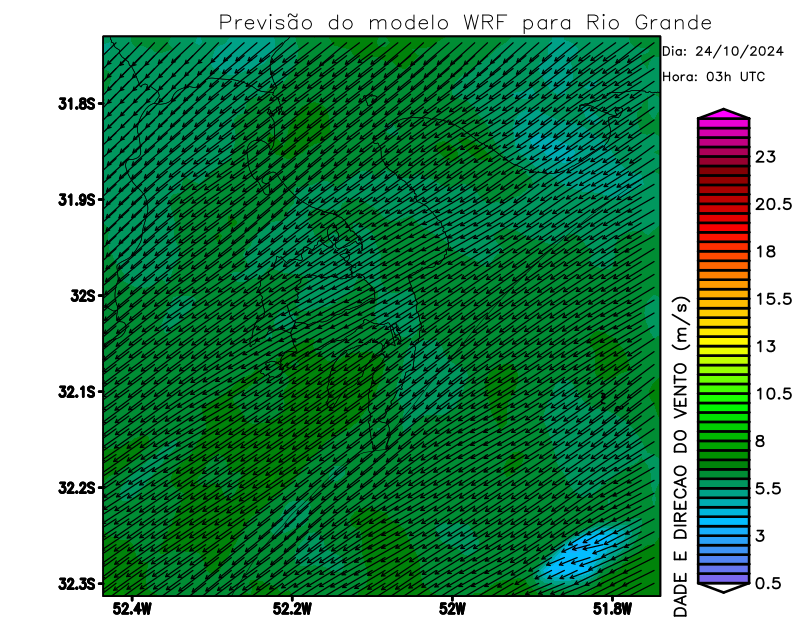 Previsão do modelo WRF para Rio Grande
Dia: 24/10/2024
Hora: 03h UTC
31.8S
31.9S
32S
32.1S
32.2S
32.3S
52.4W
52.2W
52W
51.8W
DADE E DIRECAO DO VENTO (m/s)
23
20.5
18
15.5
13
10.5
8
5.5
3
0.5